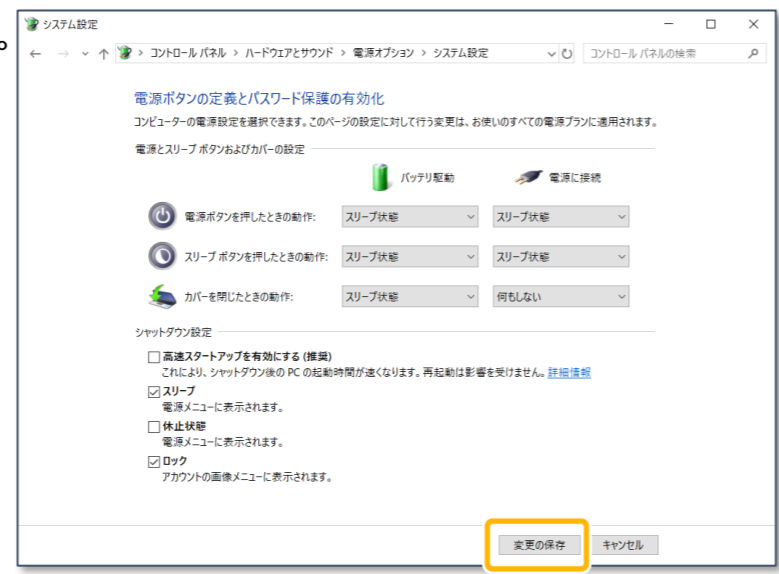 システム設定
コントロール パネル > ハードウェアとサウンド > 電源オプション > システム設定
コントロール パネルの検索
電源ボタンの定義とパスワード保護の有効化
コンピューターの電源設定を選択できます。このページの設定に対して行う変更は、お使いのすべての電源プランに適用されます。
電源とスリープ ボタンおよびカバーの設定
バッテリ駆動 電源に接続
電源ボタンを押したときの動作: スリープ状態 スリープ状態
スリープ ボタンを押したときの動作: スリープ状態 スリープ状態
カバーを閉じたときの動作: スリープ状態 何もしない
シャットダウン設定
高速スタートアップを有効にする (推奨)
これにより、シャットダウン後の PC の起動時間が速くなります。再起動は影響を受けません。詳細情報
スリープ
電源メニューに表示されます。
休止状態
電源メニューに表示されます。
ロック
アカウントの画像メニューに表示されます。
変更の保存 キャンセル